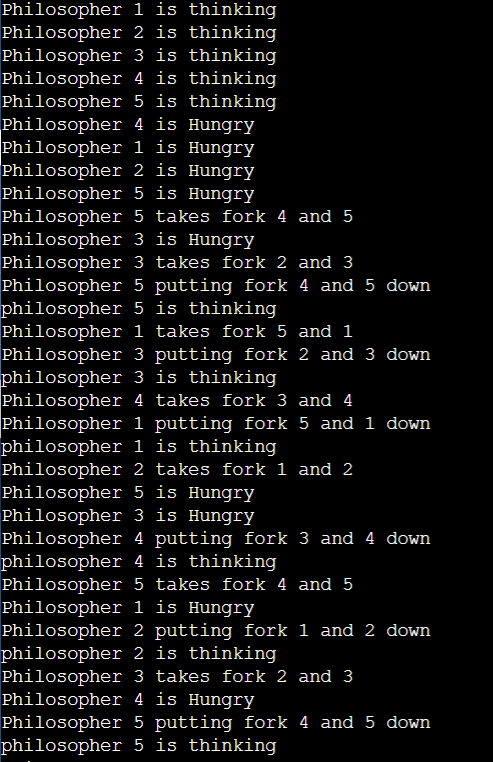 Philosopher 1 is thinking
Philosopher 2 is thinking
Philosopher 3 is thinking
Philosopher 4 is thinking
Philosopher 5 is thinking
Philosopher 4 is Hungry
Philosopher 1 is Hungry
Philosopher 2 is Hungry
Philosopher 5 is Hungry
Philosopher 5 takes fork 4 and 5
Philosopher 3 is Hungry
Philosopher 3 takes fork 2 and 3
Philosopher 5 putting fork 4 and 5 down
philosopher 5 is thinking
Philosopher 1 takes fork 5 and 1
Philosopher 3 putting fork 2 and 3 down
philosopher 3 is thinking
Philosopher 4 takes fork 3 and 4
Philosopher 1 putting fork 5 and 1 down
philosopher 1 is thinking
Philosopher 2 takes fork 1 and 2
Philosopher 5 is Hungry
Philosopher 3 is Hungry
Philosopher 4 putting fork 3 and 4 down
philosopher 4 is thinking
Philosopher 5 takes fork 4 and 5
Philosopher 1 is Hungry
Philosopher 2 putting fork 1 and 2 down
philosopher 2 is thinking
Philosopher 3 takes fork 2 and 3
Philosopher 4 is Hungry
Philosopher 5 putting fork 4 and 5 down
philosopher 5 is thinking